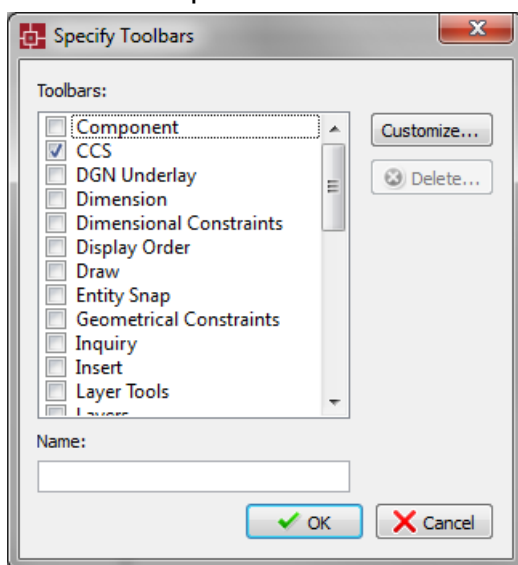 Specify Toolbars
Toolbars:
Component
CCS
DGN Underlay
Dimension
Dimensional Constraints
Display Order
Draw
Entity Snap
Geometrical Constraints
Inquiry
Insert
Layer Tools
Layers
Customize...
Delete...
Name:
OK
Cancel